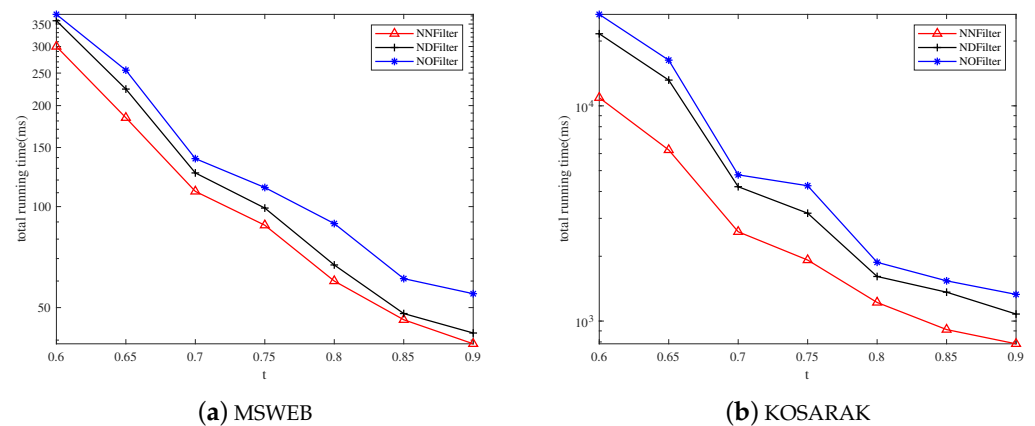 350
300
250
200
150
100
50
total running time(ms)
0.6 0.65 0.7 0.75 0.8 0.85 0.9
t
NNFilter
NDFilter
NOFilter
(a) MSWEB
10^4
10^3
total running time(ms)
0.6 0.65 0.7 0.75 0.8 0.85 0.9
t
NNFilter
NDFilter
NOFilter
(b) KOSARAK